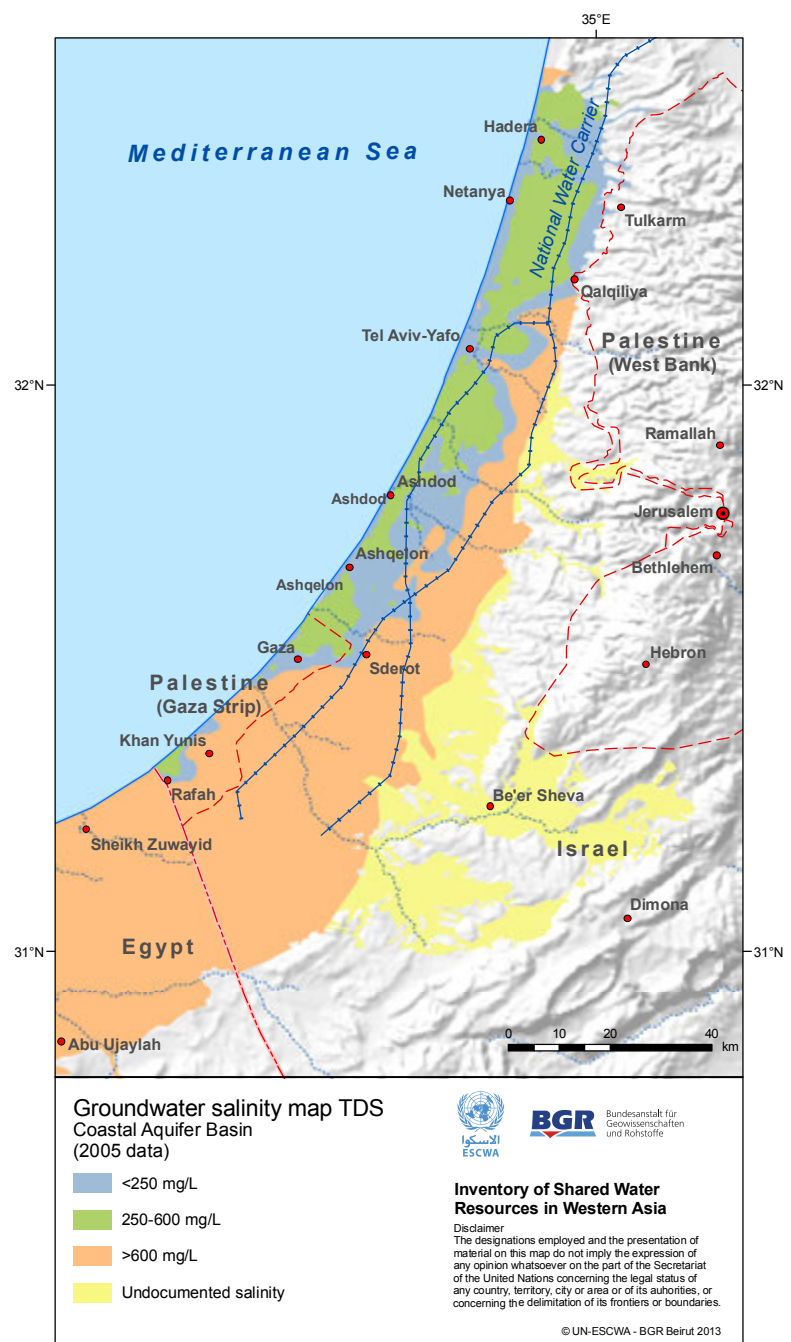 35°E
Mediterranean Sea
Hadera
National Water Carrier
Netanya
Tulkarm
Qalqiliya
Tel Aviv-Yafo
Palestine
(West Bank)
32°N
32°N
Ramallah
Ashdod
Ashdod
Jerusalem
Ashqelon
Bethlehem
Ashqelon
Gaza
Sderot
Hebron
Palestine
(Gaza Strip)
Khan Yunis
Rafah
Be'er Sheva
Sheikh Zuwayid
Israel
Dimona
Egypt
31°N
31°N
0 10 20 40
km
Abu Ujaylah
Groundwater salinity map TDS
Coastal Aquifer Basin
(2005 data)
<250 mg/L
250-600 mg/L
>600 mg/L
Undocumented salinity
الاسكوا
ESCWA
BGR
Bundesanstalt für
Geowissenschaften
und Rohstoffe
Inventory of Shared Water
Resources in Western Asia
Disclaimer
The designations employed and the presentation of
material on this map do not imply the expression of
any opinion whatsoever on the part of the Secretariat
of the United Nations concerning the legal status of
any country, territory, city or area or of its auhorities, or
concerning the delimitation of its frontiers or boundaries.
© UN-ESCWA - BGR Beirut 2013